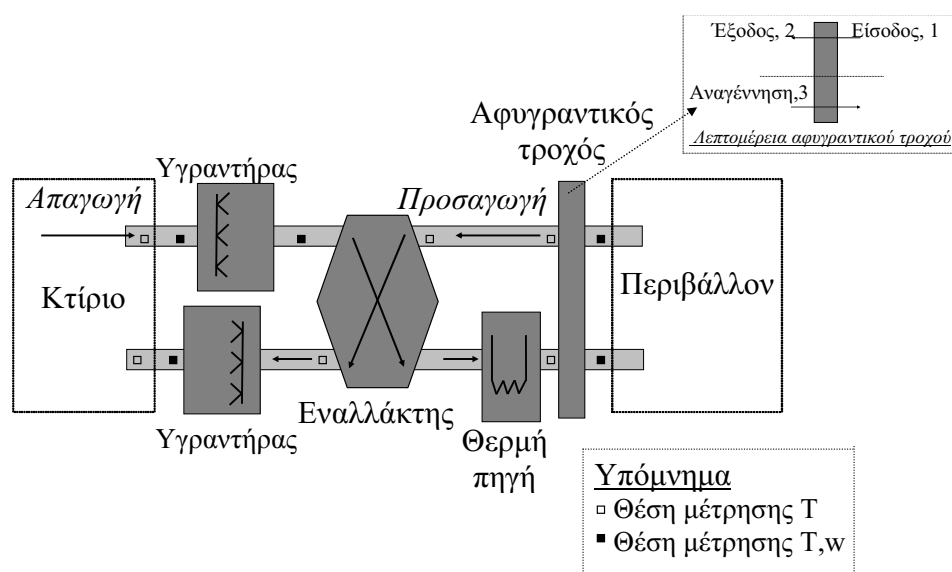 Έξοδος, 2
Είσοδος, 1
Αναγέννηση,3
Λεπτομέρεια αφυγραντικού τροχού
Αφυγραντικός
τροχός
Υγραντήρας
Απαγωγή
Προσαγωγή
Κτίριο
Περιβάλλον
Εναλλάκτης
Υγραντήρας
Θερμή
πηγή
Υπόμνημα
Θέση μέτρησης Τ
Θέση μέτρησης Τ,w